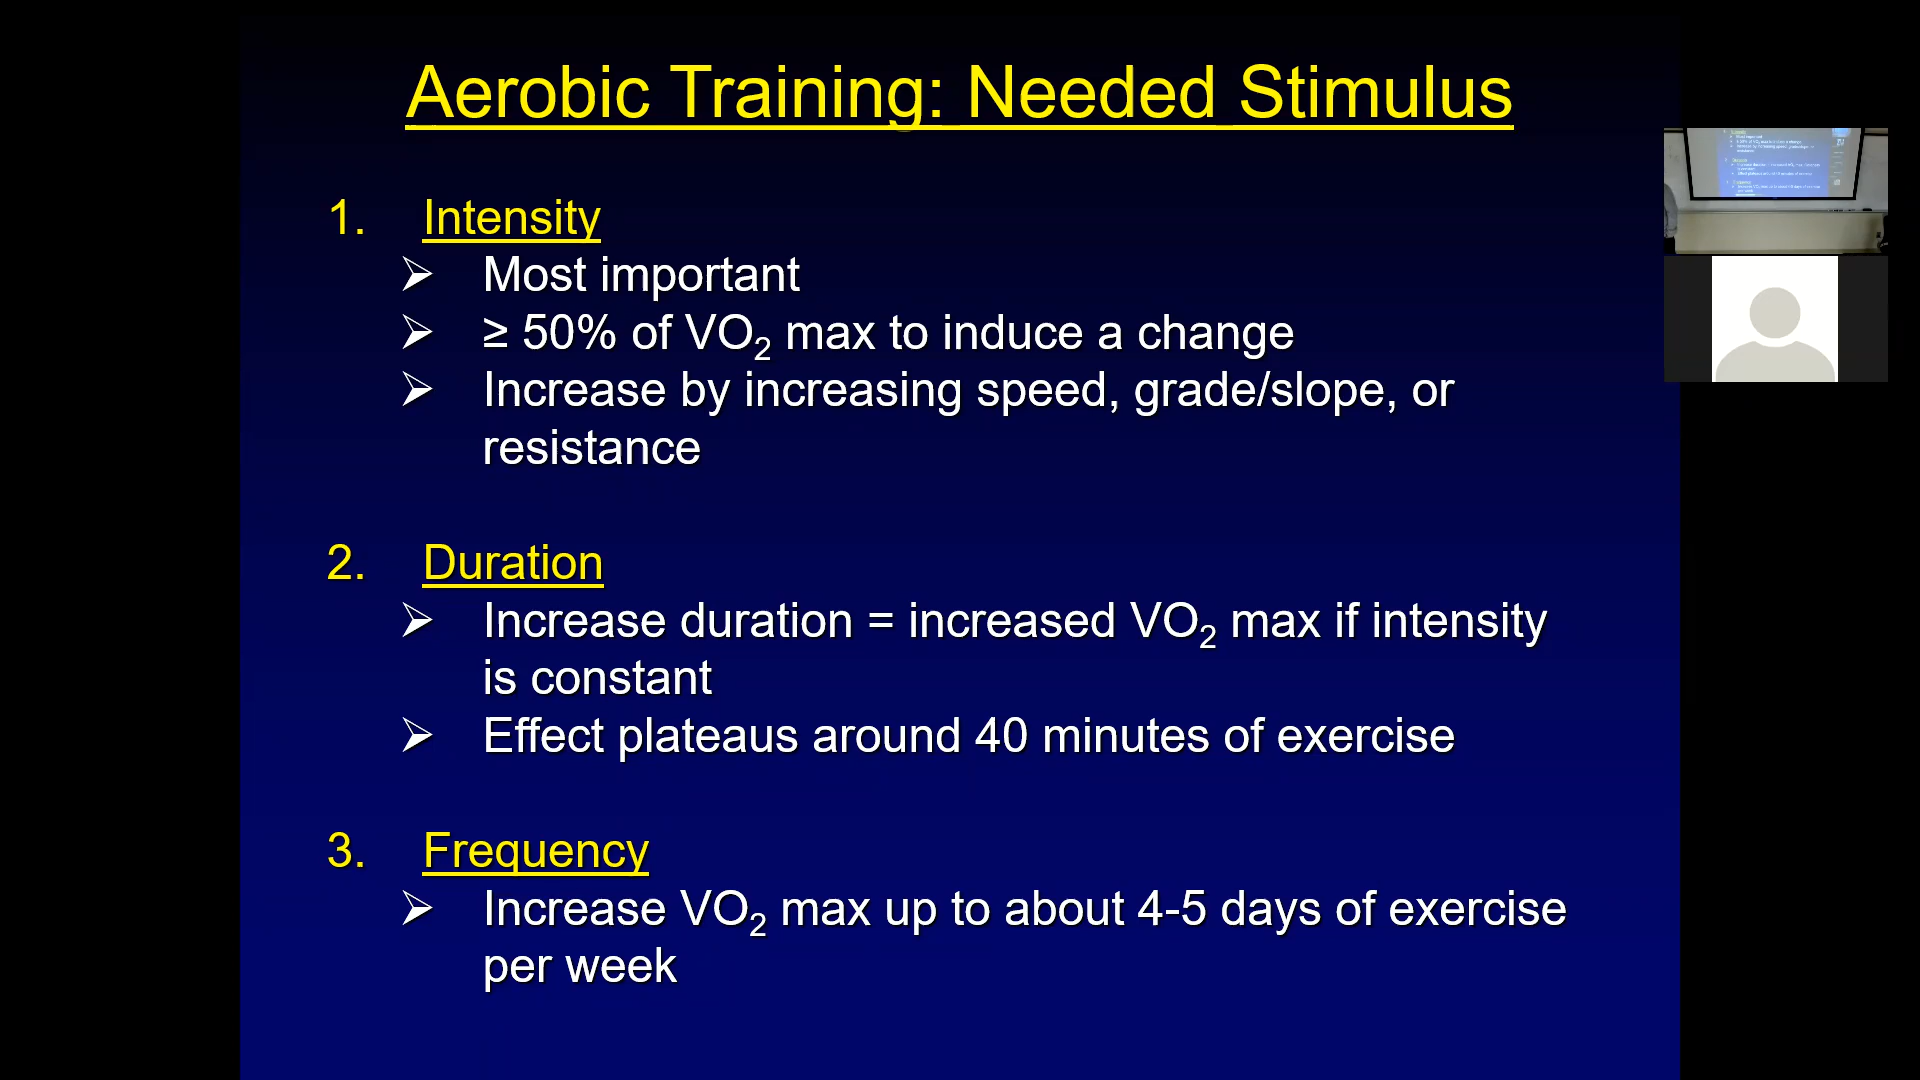 Aerobic Training: Needed Stimulus
1. Intensity
➢ Most important
➢ ≥ 50% of VO₂ max to induce a change
➢ Increase by increasing speed, grade/slope, or
resistance
2. Duration
➢ Increase duration = increased VO₂ max if intensity
is constant
➢ Effect plateaus around 40 minutes of exercise
3. Frequency
➢ Increase VO₂ max up to about 4-5 days of exercise
per week